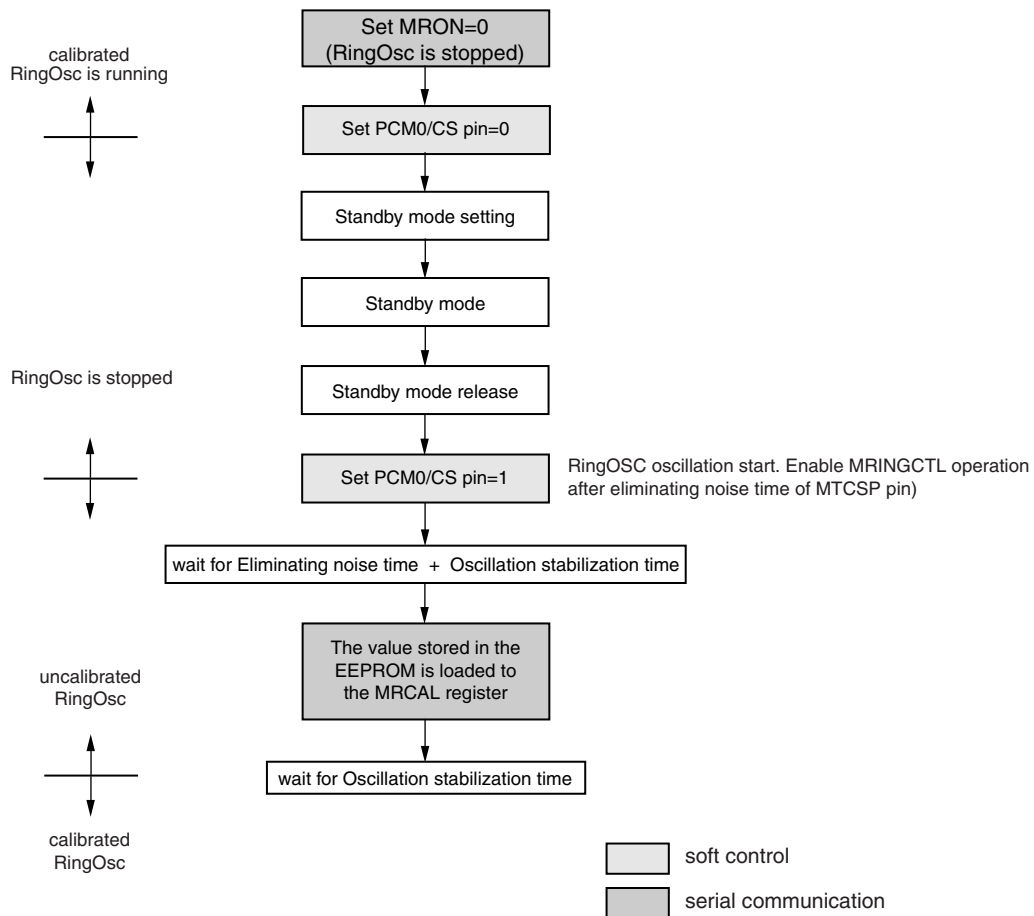 Set MRON=0
(RingOsc is stopped)
calibrated
RingOsc is running
Set PCM0/CS pin=0
Standby mode setting
Standby mode
RingOsc is stopped
Standby mode release
Set PCM0/CS pin=1
RingOSC oscillation start. Enable MRINGCTL operation
after eliminating noise time of MTCSP pin)
wait for Eliminating noise time + Oscillation stabilization time
The value stored in the
EEPROM is loaded to
the MRCAL register
uncalibrated
RingOsc
wait for Oscillation stabilization time
calibrated
RingOsc
soft control
serial communication